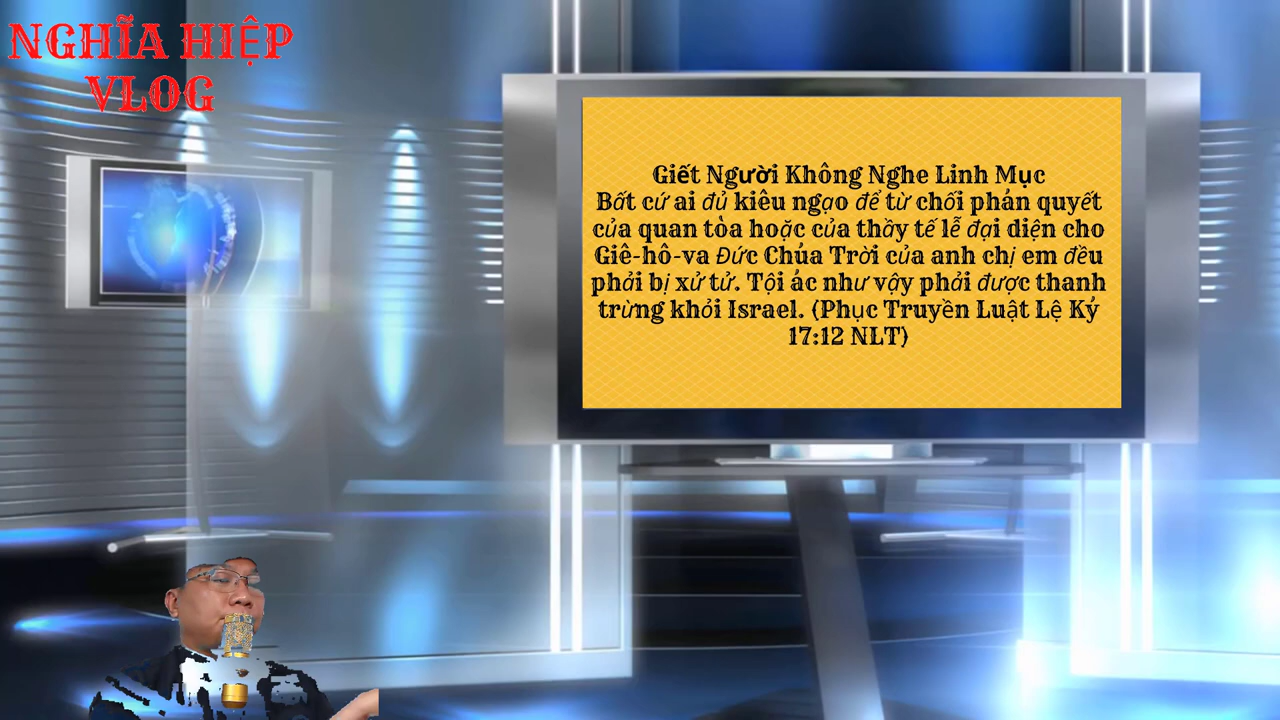 NGHĨA HIỆP
VLOG
Giết Người Không Nghe Linh Mục
Bất cứ ai đủ kiêu ngạo để từ chối phán quyết
của quan tòa hoặc của thầy tế lễ đại diện cho
Giê-hô-va Đức Chúa Trời của anh chị em đều
phải bị xử tử. Tội ác như vậy phải được thanh
trừng khỏi Israel. (Phục Truyền Luật Lệ Ký
17:12 NLT)